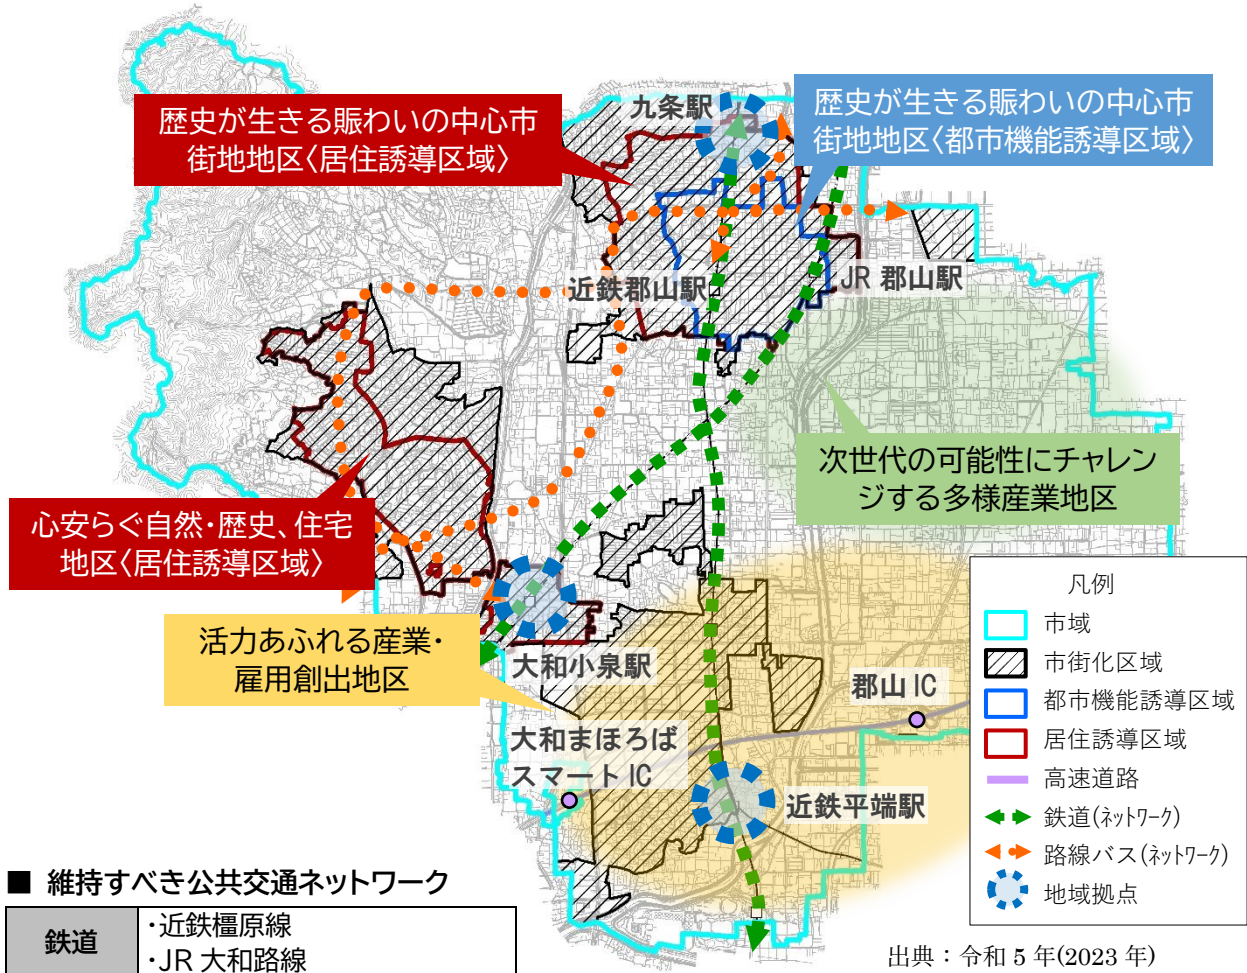 九条駅
歴史が生きる賑わいの中心市
街地地区〈居住誘導区域〉
歴史が生きる賑わいの中心市
街地地区〈都市機能誘導区域〉
近鉄郡山駅
JR 郡山駅
次世代の可能性にチャレン
ジする多様産業地区
心安らぐ自然・歴史、住宅
地区〈居住誘導区域〉
活力あふれる産業・
雇用創出地区
大和小泉駅
郡山 IC
大和まほろば
スマート IC
近鉄平端駅
凡例
市域
市街化区域
都市機能誘導区域
居住誘導区域
高速道路
鉄道(ネットワーク)
路線バス(ネットワーク)
地域拠点
■ 維持すべき公共交通ネットワーク
鉄道
・近鉄橿原線
・JR 大和路線
出典：令和 5 年(2023 年)